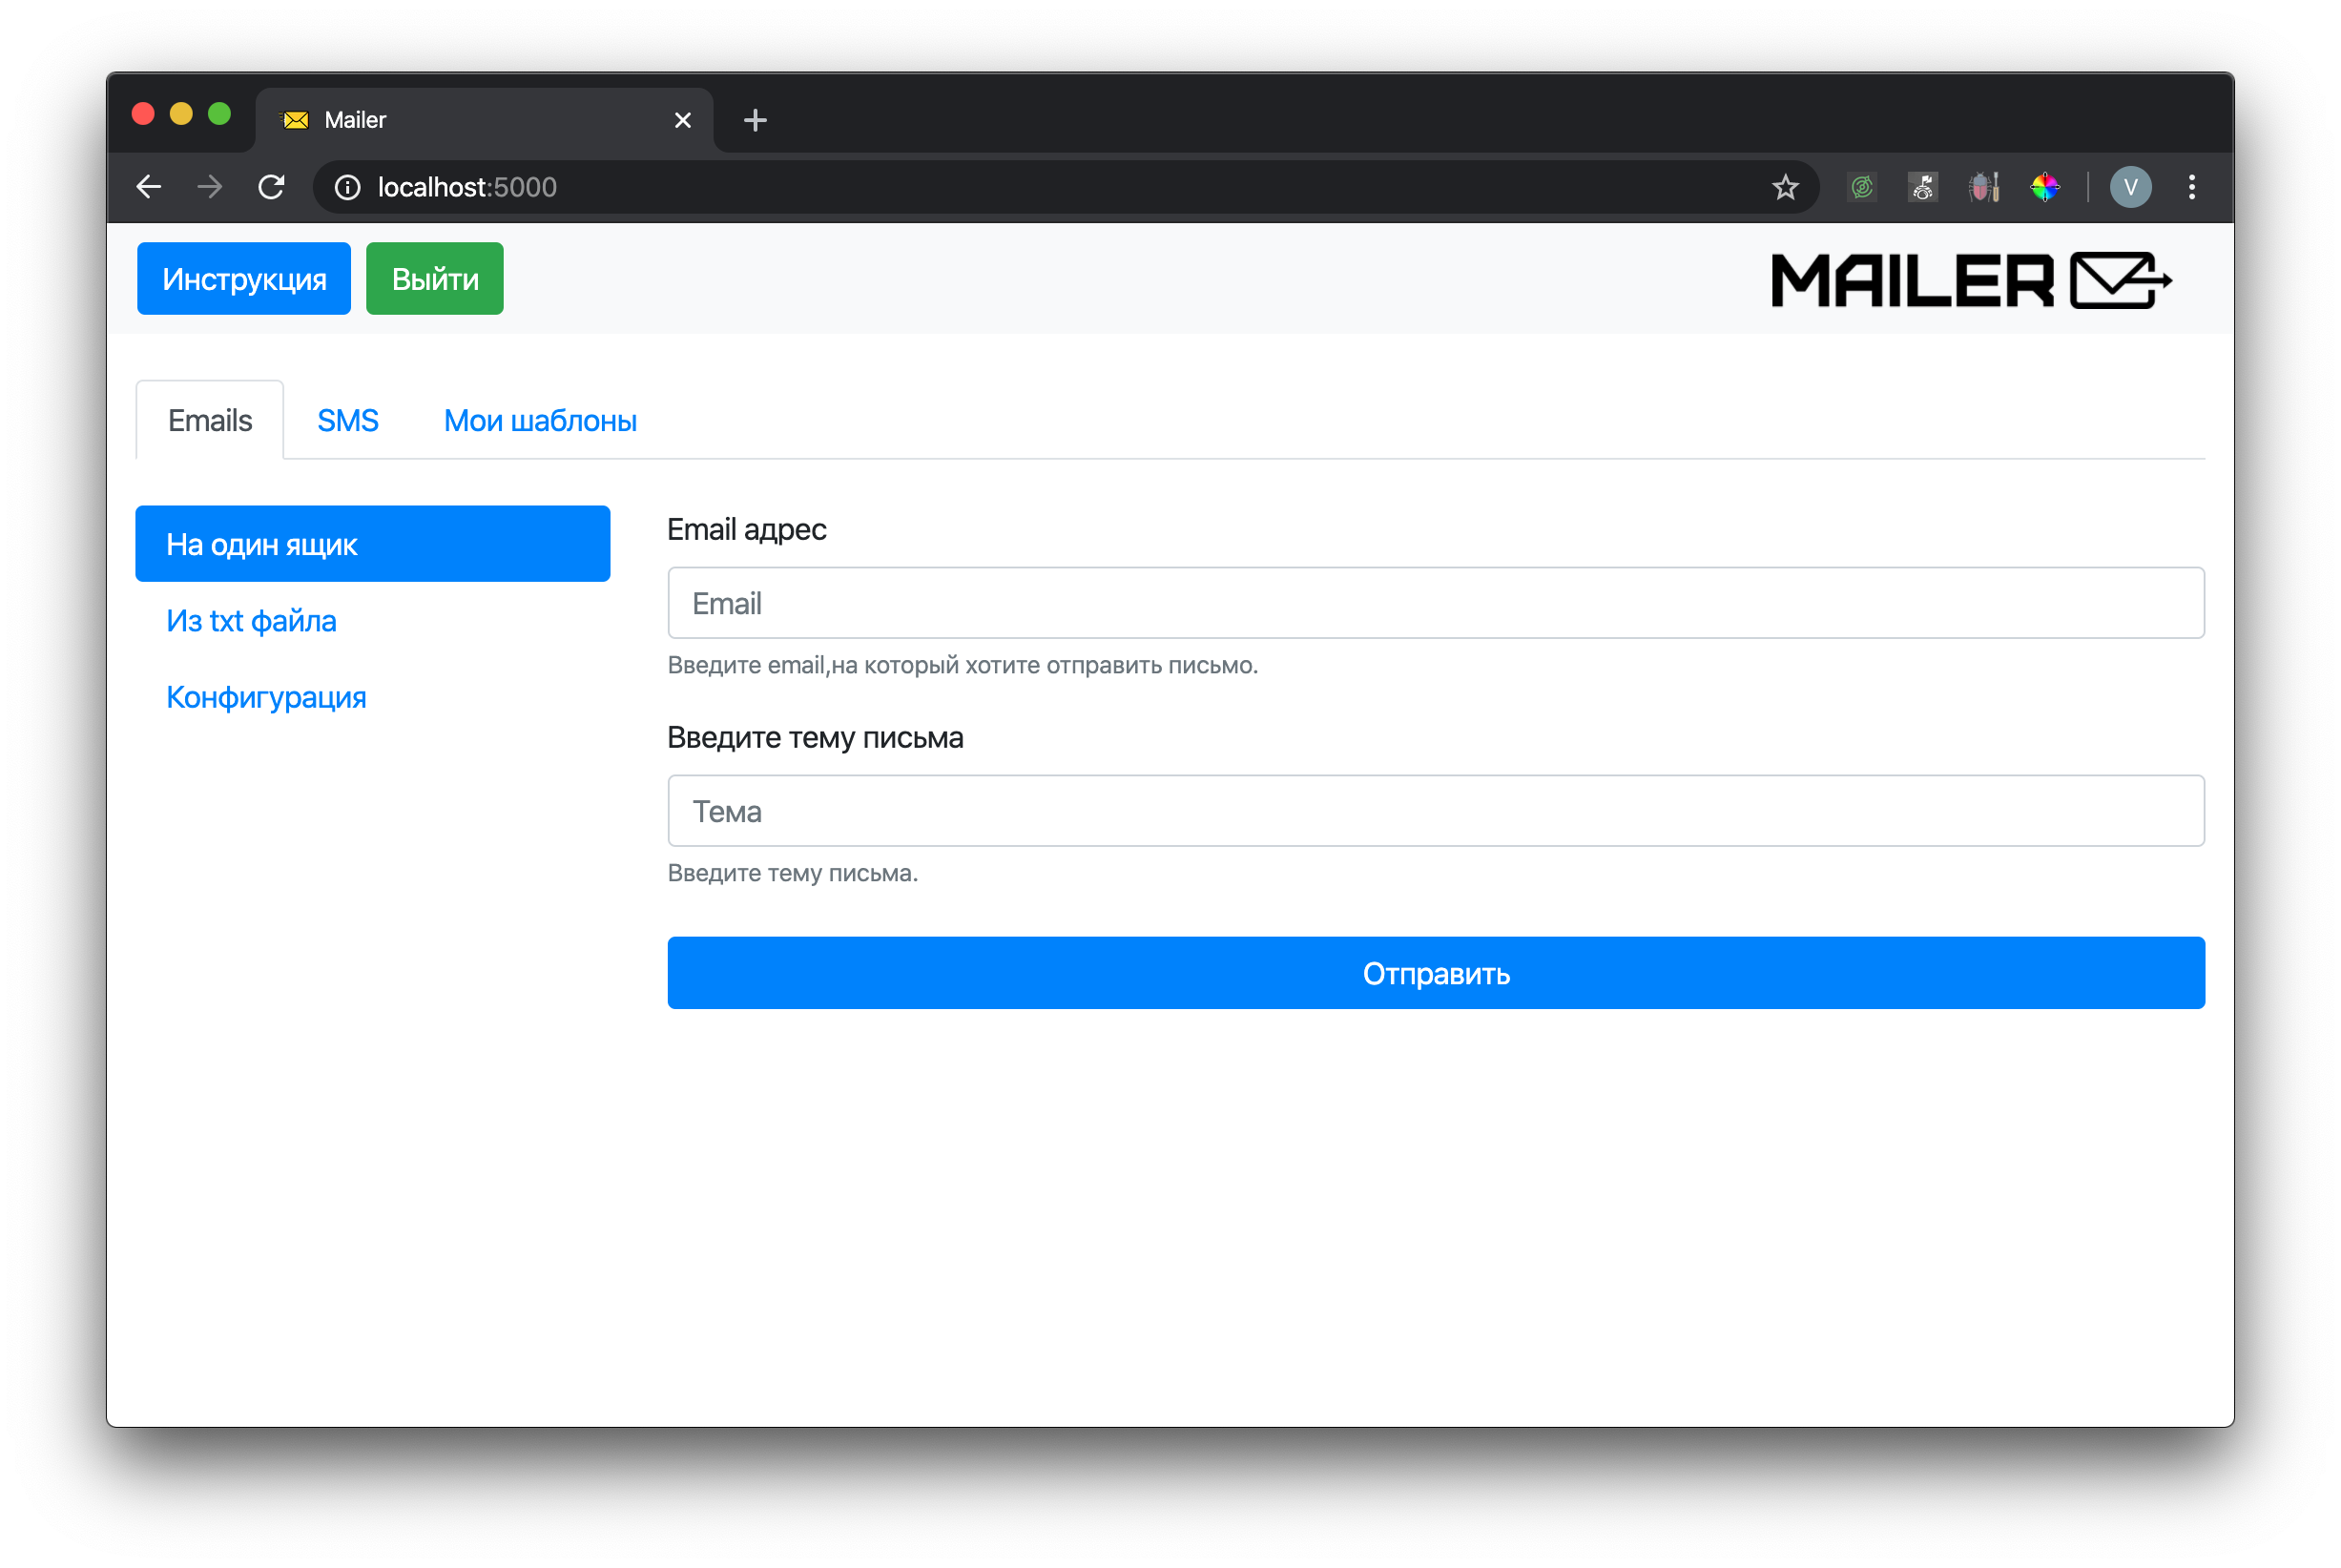 Mailer
localhost:5000
V
Инструкция
Выйти
MAILER
Emails
SMS
Мои шаблоны
На один ящик
Из txt файла
Конфигурация
Email адрес
Email
Введите email,на который хотите отправить письмо.
Введите тему письма
Тема
Введите тему письма.
Отправить